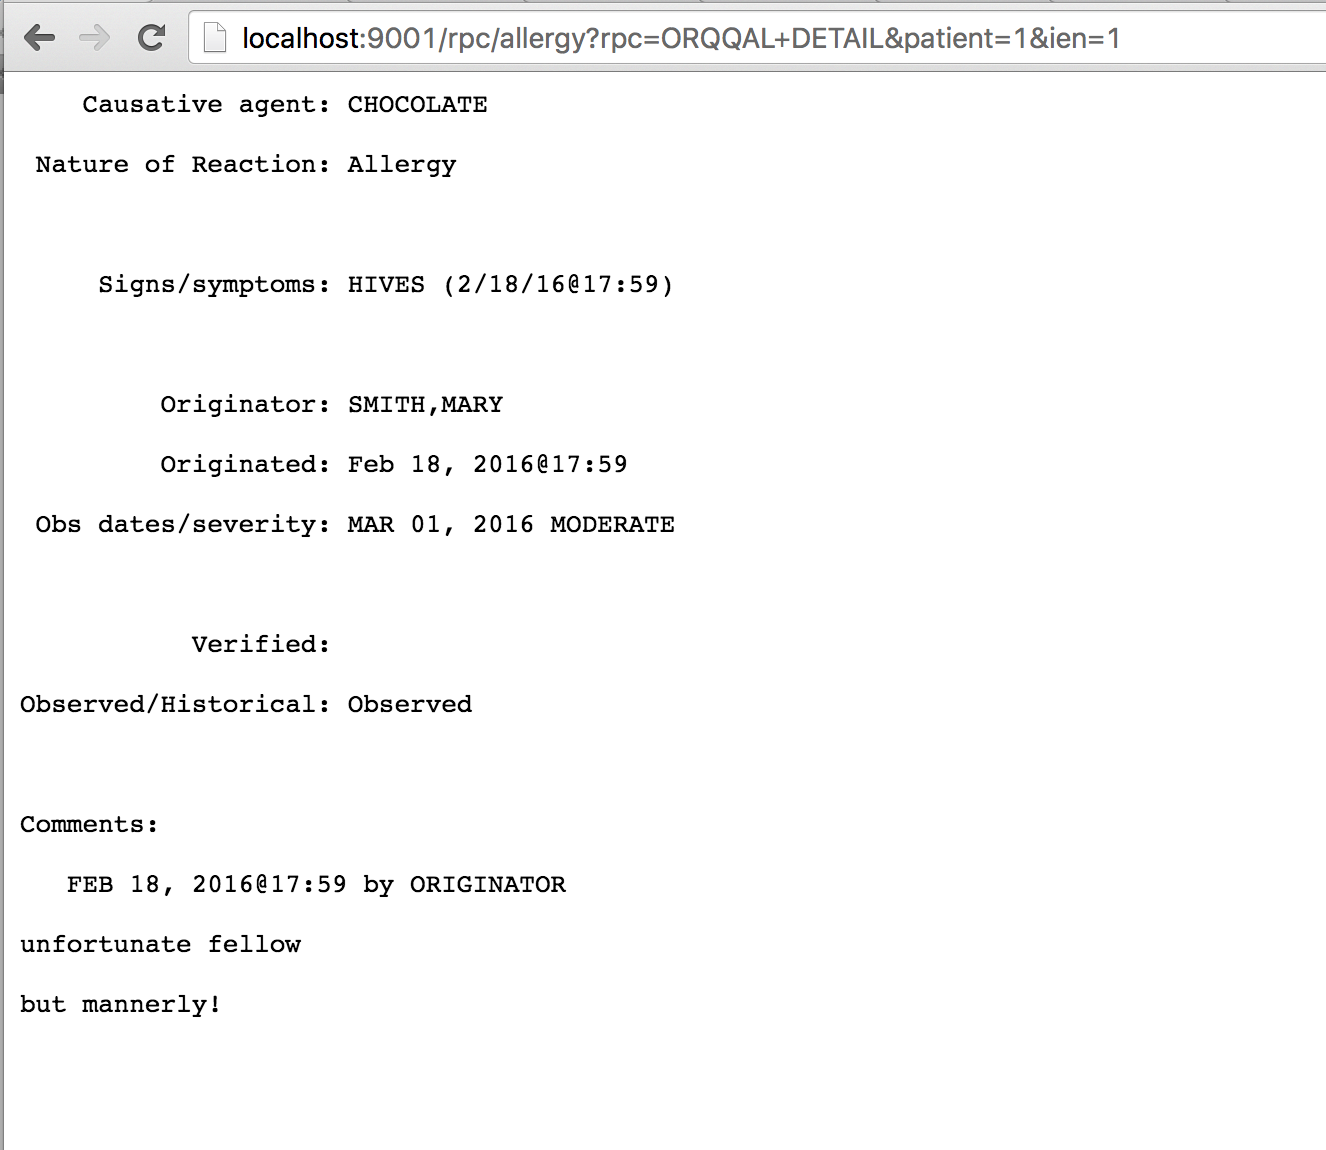 localhost:9001/rpc/allergy?rpc=ORQQAL+DETAIL&patient=1&ien=1
Causative agent: CHOCOLATE
Nature of Reaction: Allergy
Signs/symptoms: HIVES (2/18/16@17:59)
Originator: SMITH,MARY
Originated: Feb 18, 2016@17:59
Obs dates/severity: MAR 01, 2016 MODERATE
Verified:
Observed/Historical: Observed
Comments:
FEB 18, 2016@17:59 by ORIGINATOR
unfortunate fellow
but mannerly!